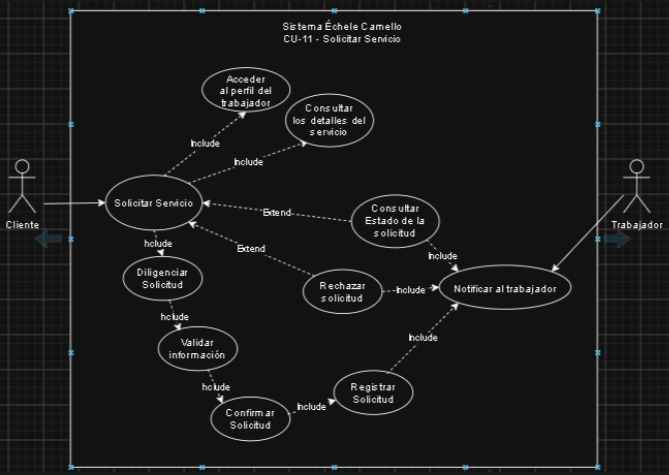 Sistema Échele Camello
CU-11 - Solicitar Servicio
Acceder
al perfil del
trabajador
Consultar
los detalles del
servicio
Include
Include
Solicitar Servicio
Cliente
Consultar
Estado de la
solicitud
Trabajador
Extend
Include
Include
Extend
Diligenciar
Solicitud
Rechazar
solicitud
Include
Notificar al trabajador
Include
Validar
información
Include
Include
Registrar
Solicitud
Include
Confirmar
Solicitud